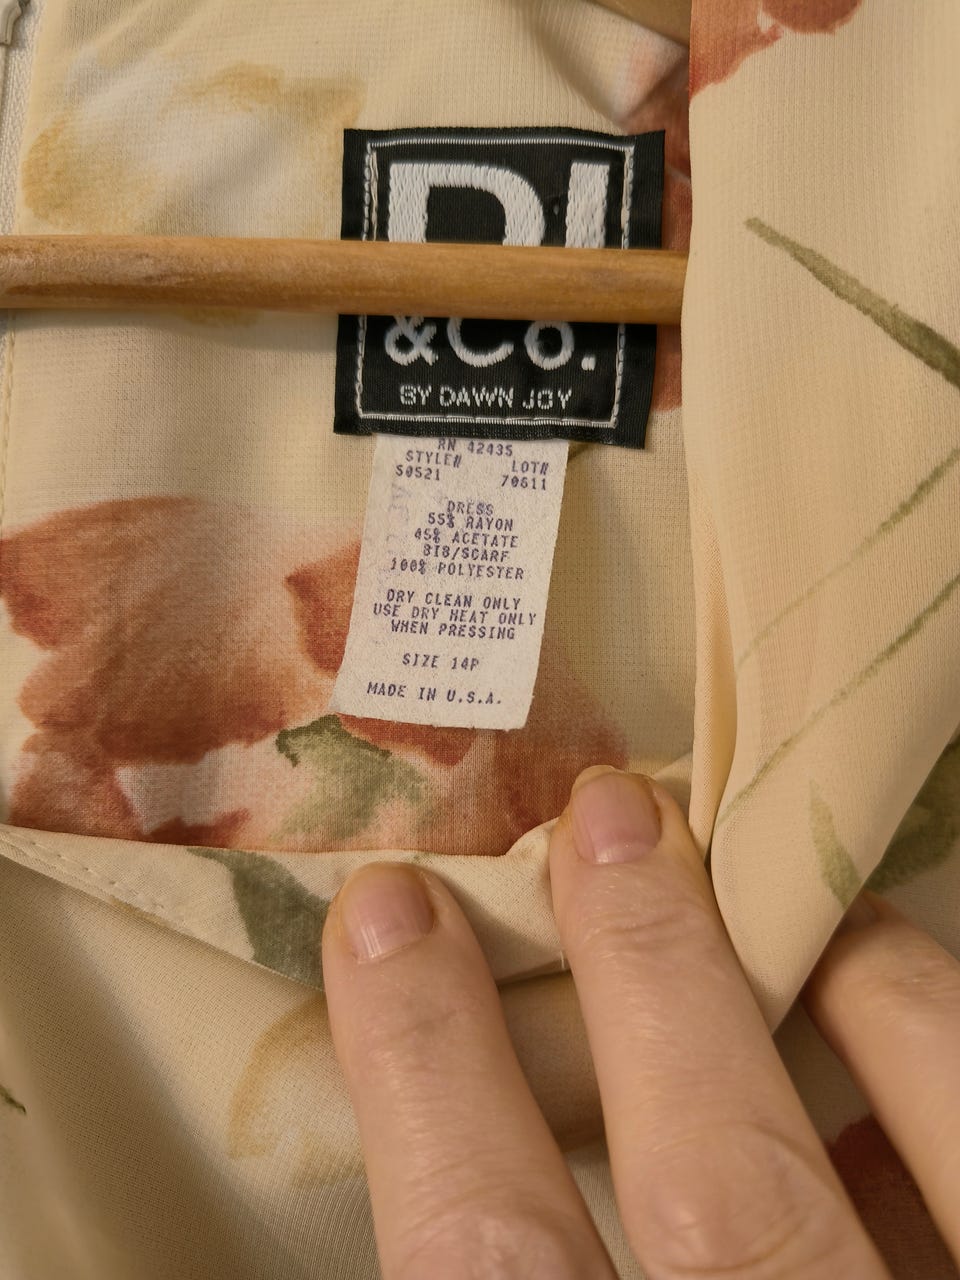 &Co.
BY DAWN JOY
RN 42435
STYLE# LOT#
50521 70611
DRESS
55% RAYON
45% ACETATE
BIB/SCARF
100% POLYESTER
DRY CLEAN ONLY
USE DRY HEAT ONLY
WHEN PRESSING
SIZE 14P
MADE IN U.S.A.